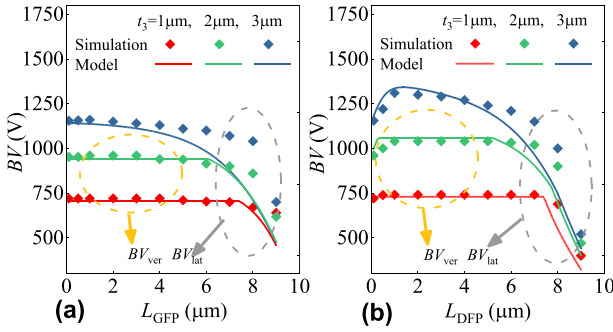 t3=1μm, 2μm, 3μm
Simulation
Model
1750
1500
1250
1000
750
500
BV (V)
BVver
BVlat
0 2 4 6 8 10
(a)
LGFP (μm)
t3=1μm, 2μm, 3μm
Simulation
Model
1750
1500
1250
1000
750
500
BV (V)
BVver
BVlat
0 2 4 6 8 10
(b)
LDFP (μm)